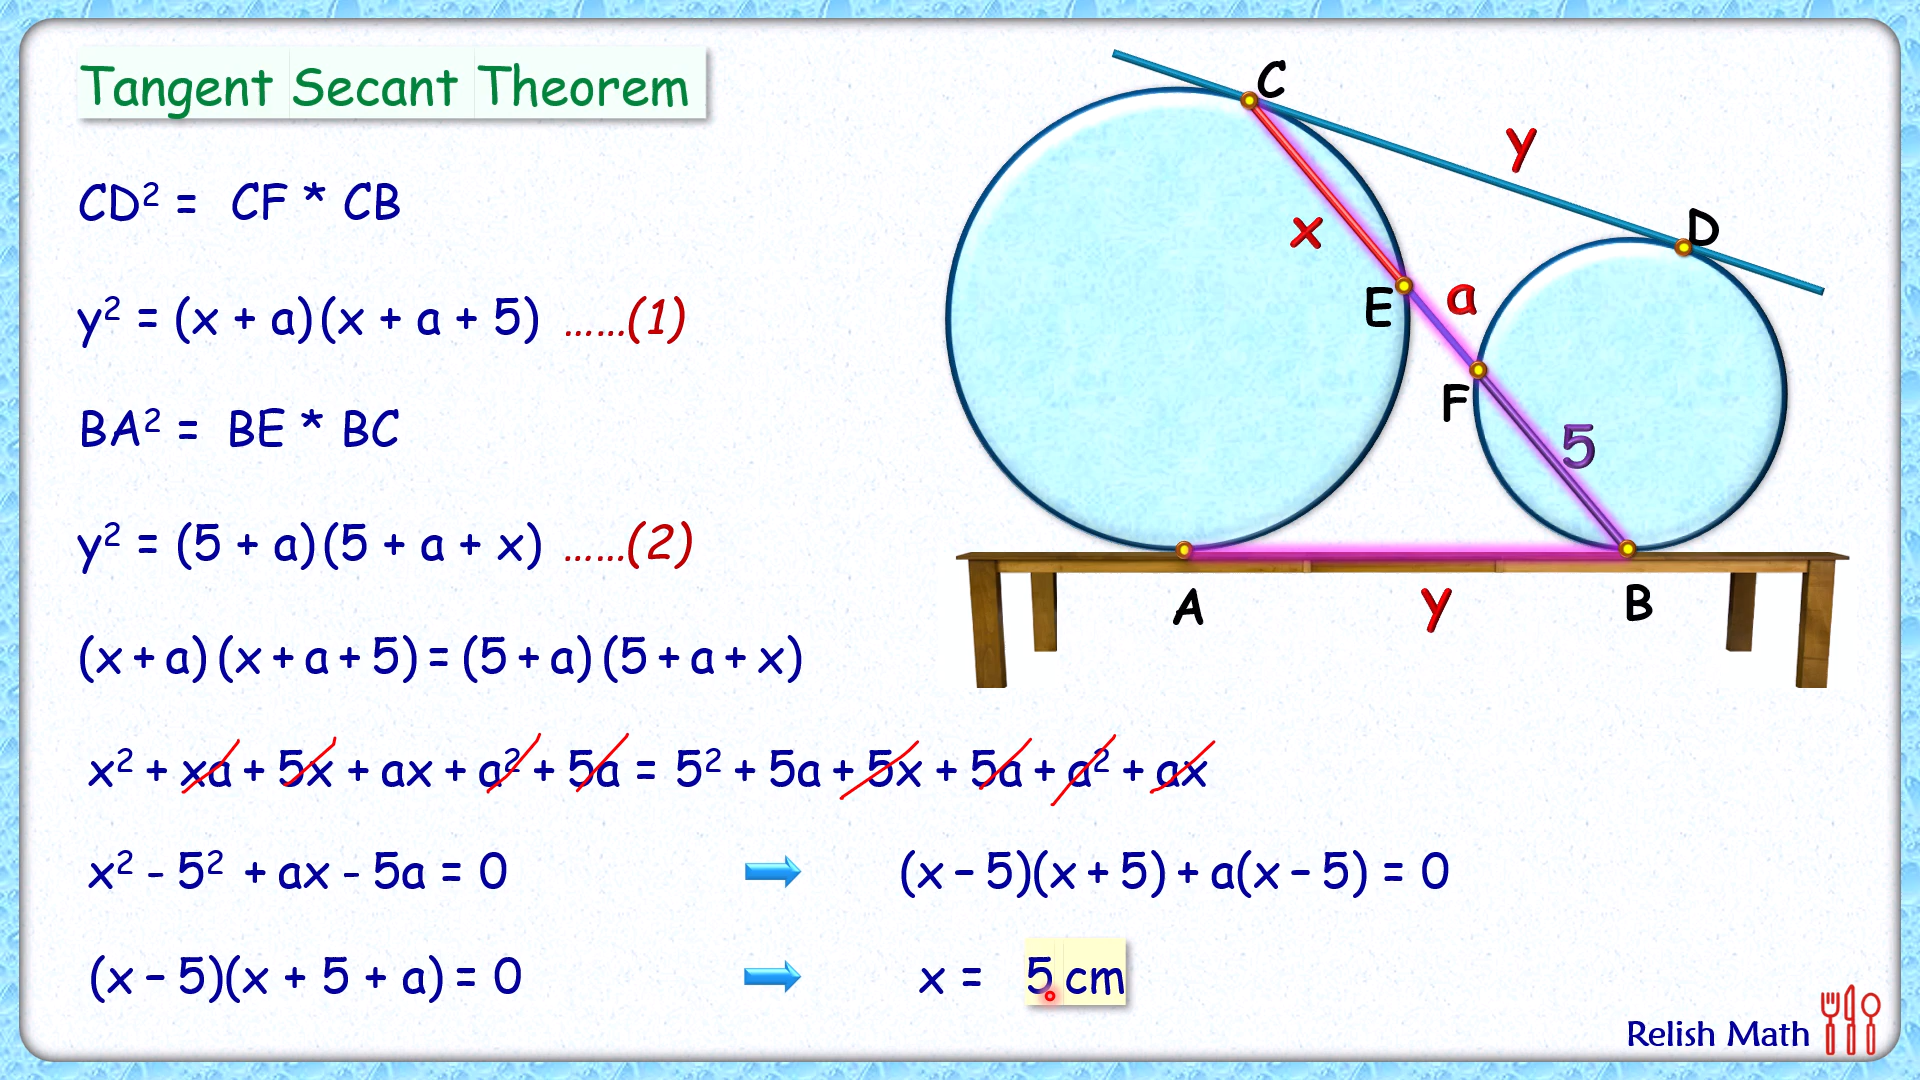 Tangent Secant Theorem
CD² = CF * CB
y² = (x + a)(x + a + 5) ......(1)
BA² = BE * BC
y² = (5 + a)(5 + a + x) ......(2)
(x + a)(x + a + 5) = (5 + a)(5 + a + x)
x² + xa + 5x + ax + a² + 5a = 5² + 5a + 5x + 5a + a² + ax
x² - 5² + ax - 5a = 0
(x – 5)(x + 5) + a(x – 5) = 0
(x – 5)(x + 5 + a) = 0
x = 5 cm
C
y
x
D
E
a
F
5
A
y
B
Relish Math